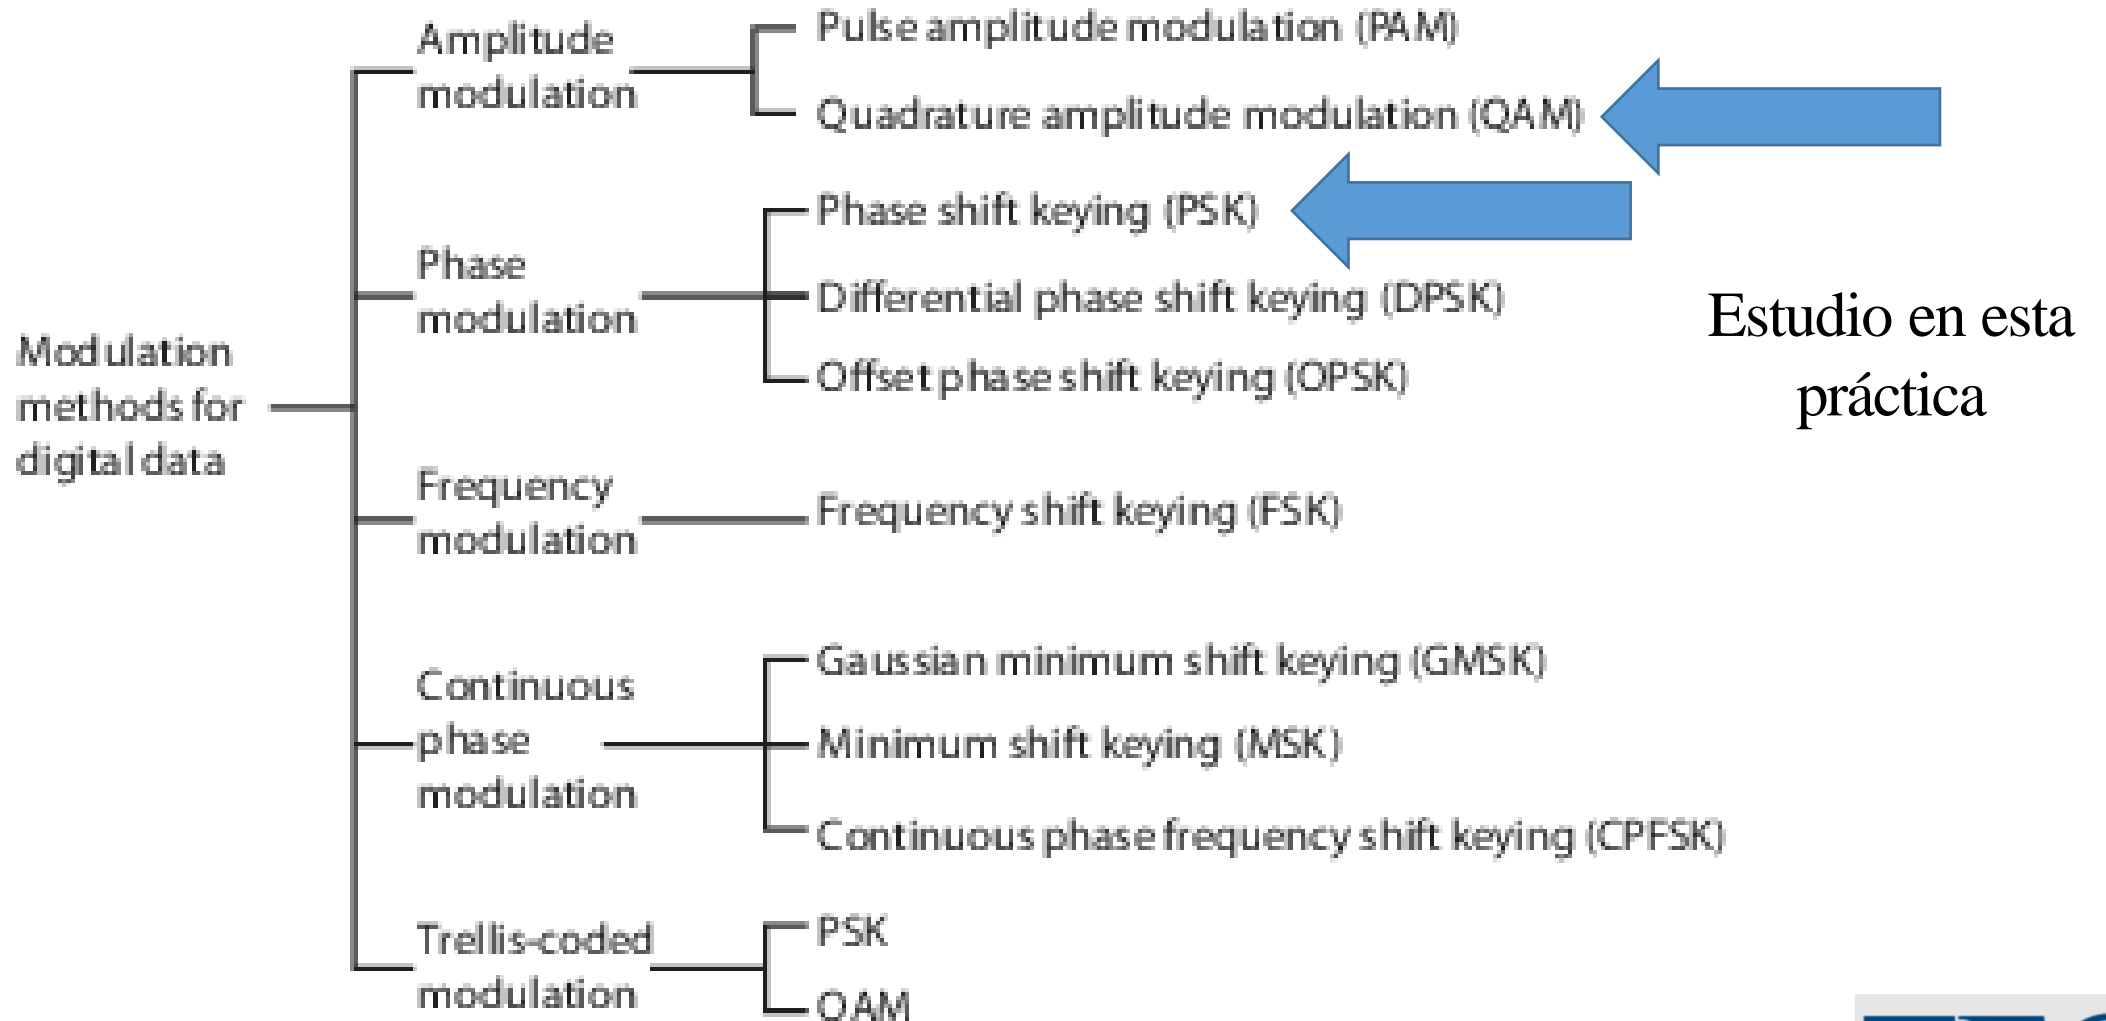 Amplitude
modulation
Pulse amplitude modulation (PAM)
Quadrature amplitude modulation (QAM)
Phase
modulation
Phase shift keying (PSK)
Differential phase shift keying (DPSK)
Offset phase shift keying (OPSK)
Estudio en esta
práctica
Modulation
methods for
digital data
Frequency
modulation
Frequency shift keying (FSK)
Continuous
phase
modulation
Gaussian minimum shift keying (GMSK)
Minimum shift keying (MSK)
Continuous phase frequency shift keying (CPFSK)
Trellis-coded
modulation
PSK
QAM